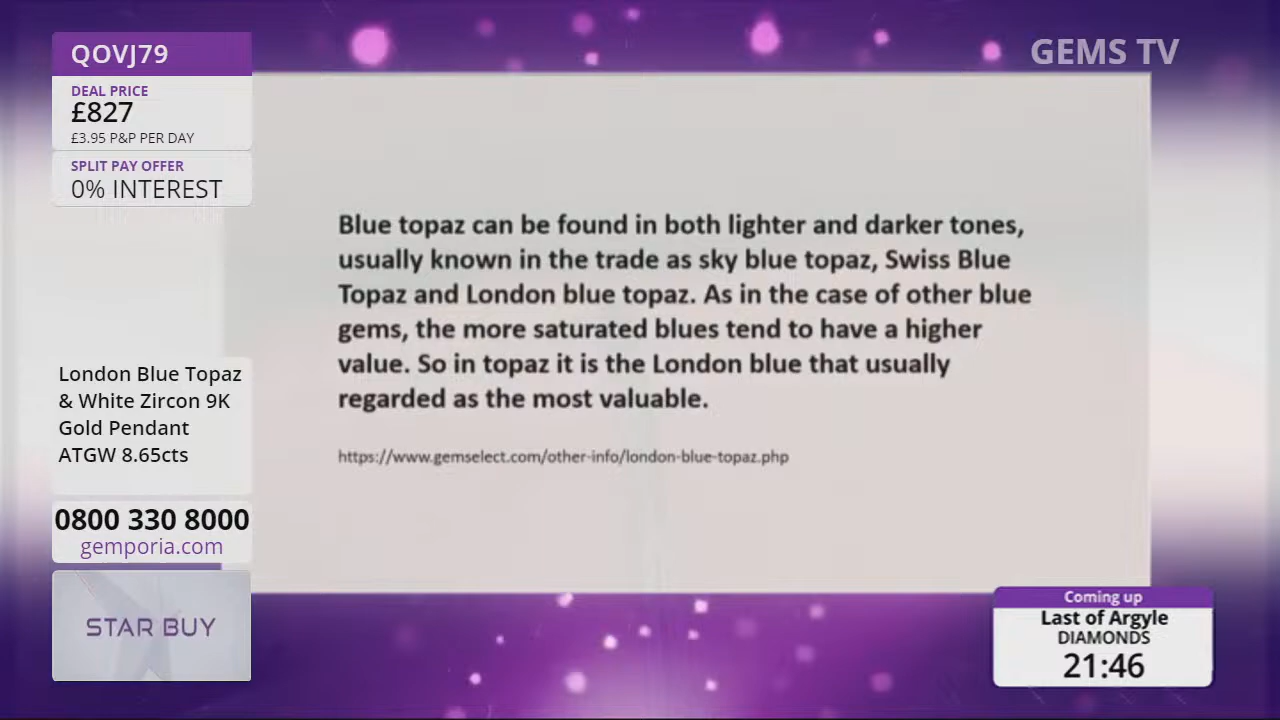 QOVJ79
GEMS TV
DEAL PRICE
£827
£3.95 P&P PER DAY
SPLIT PAY OFFER
0% INTEREST
Blue topaz can be found in both lighter and darker tones,
usually known in the trade as sky blue topaz, Swiss Blue
Topaz and London blue topaz. As in the case of other blue
gems, the more saturated blues tend to have a higher
value. So in topaz it is the London blue that usually
regarded as the most valuable.
https://www.gemselect.com/other-info/london-blue-topaz.php
London Blue Topaz
& White Zircon 9K
Gold Pendant
ATGW 8.65cts
0800 330 8000
gemporia.com
STAR BUY
Coming up
Last of Argyle
DIAMONDS
21:46